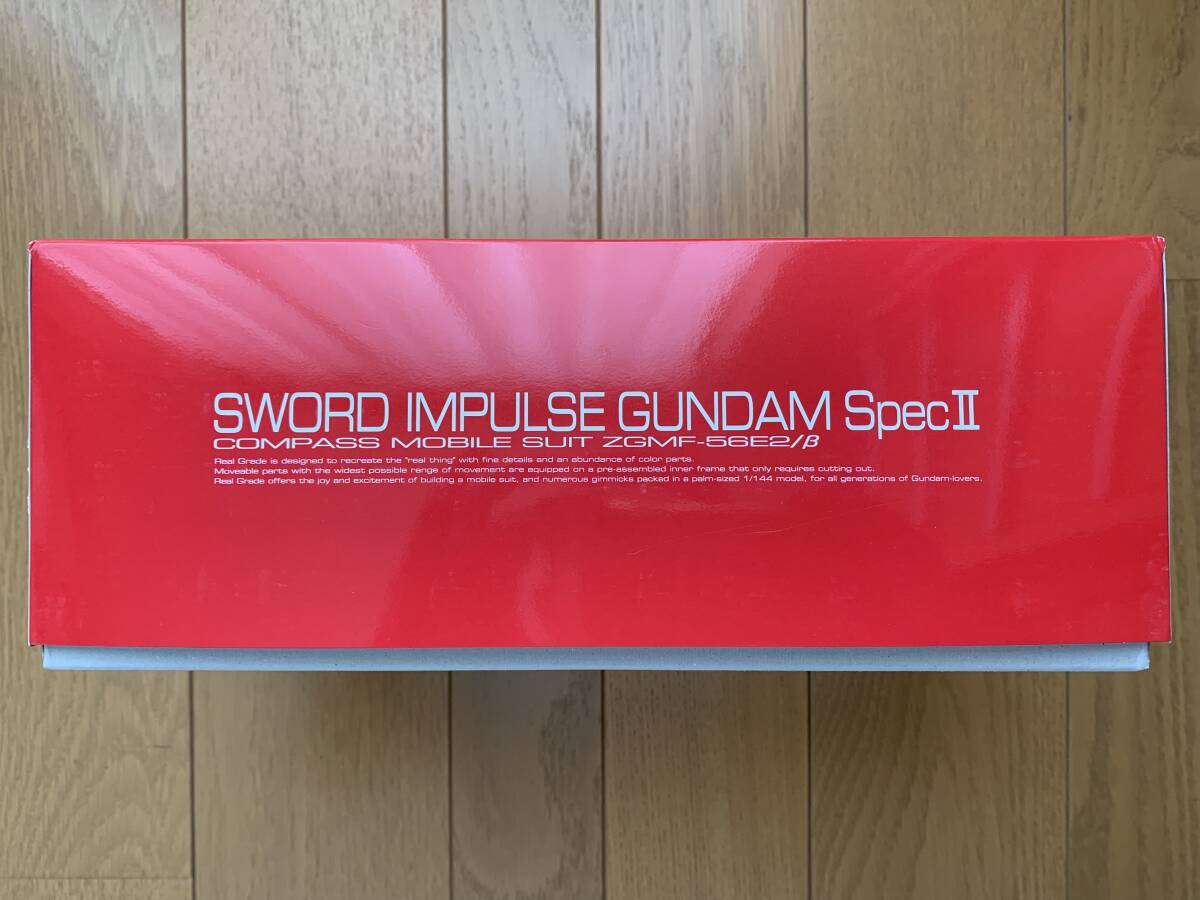 SWORD IMPULSE GUNDAM SpecⅡ
COMPASS MOBILE SUIT ZGMF-56E2/β
Real Grade is designed to recreate the "real thing" with fine details and an abundance of color parts.
Moveable parts with the widest possible range of movement are equipped on a pre-assembled inner frame that only requires cutting out.
Real Grade offers the joy and excitement of building a mobile suit, and numerous gimmicks packed in a palm-sized 1/144 model, for all generations of Gundam-lovers.